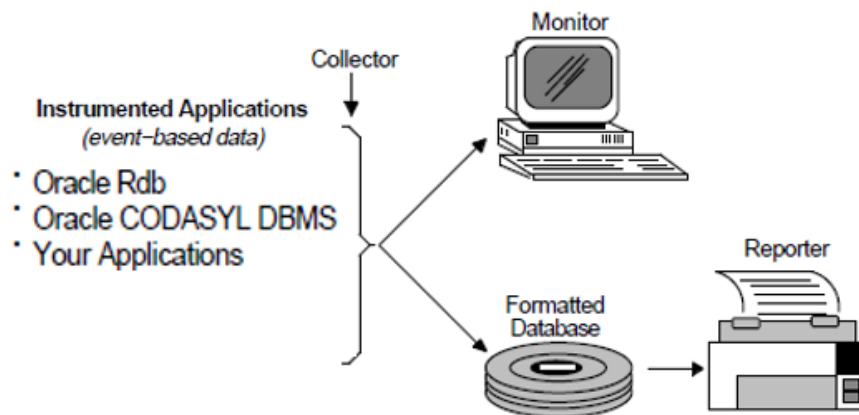 Monitor
Collector
Instrumented Applications
(event-based data)
• Oracle Rdb
• Oracle CODASYL DBMS
• Your Applications
Reporter
Formatted
Database